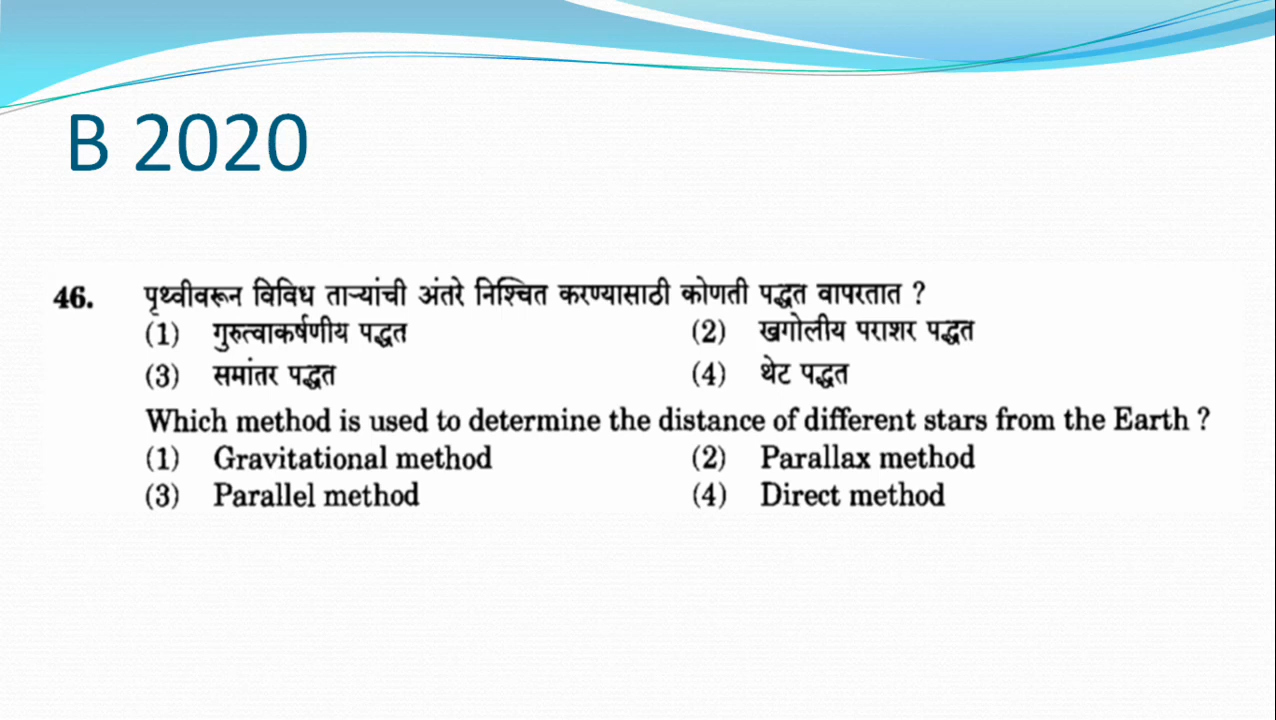 B 2020
46. पृथ्वीवरून विविध ताऱ्यांची अंतरे निश्चित करण्यासाठी कोणती पद्धत वापरतात ?
(1) गुरुत्वाकर्षणीय पद्धत (2) खगोलीय पराशर पद्धत
(3) समांतर पद्धत (4) थेट पद्धत
Which method is used to determine the distance of different stars from the Earth ?
(1) Gravitational method (2) Parallax method
(3) Parallel method (4) Direct method